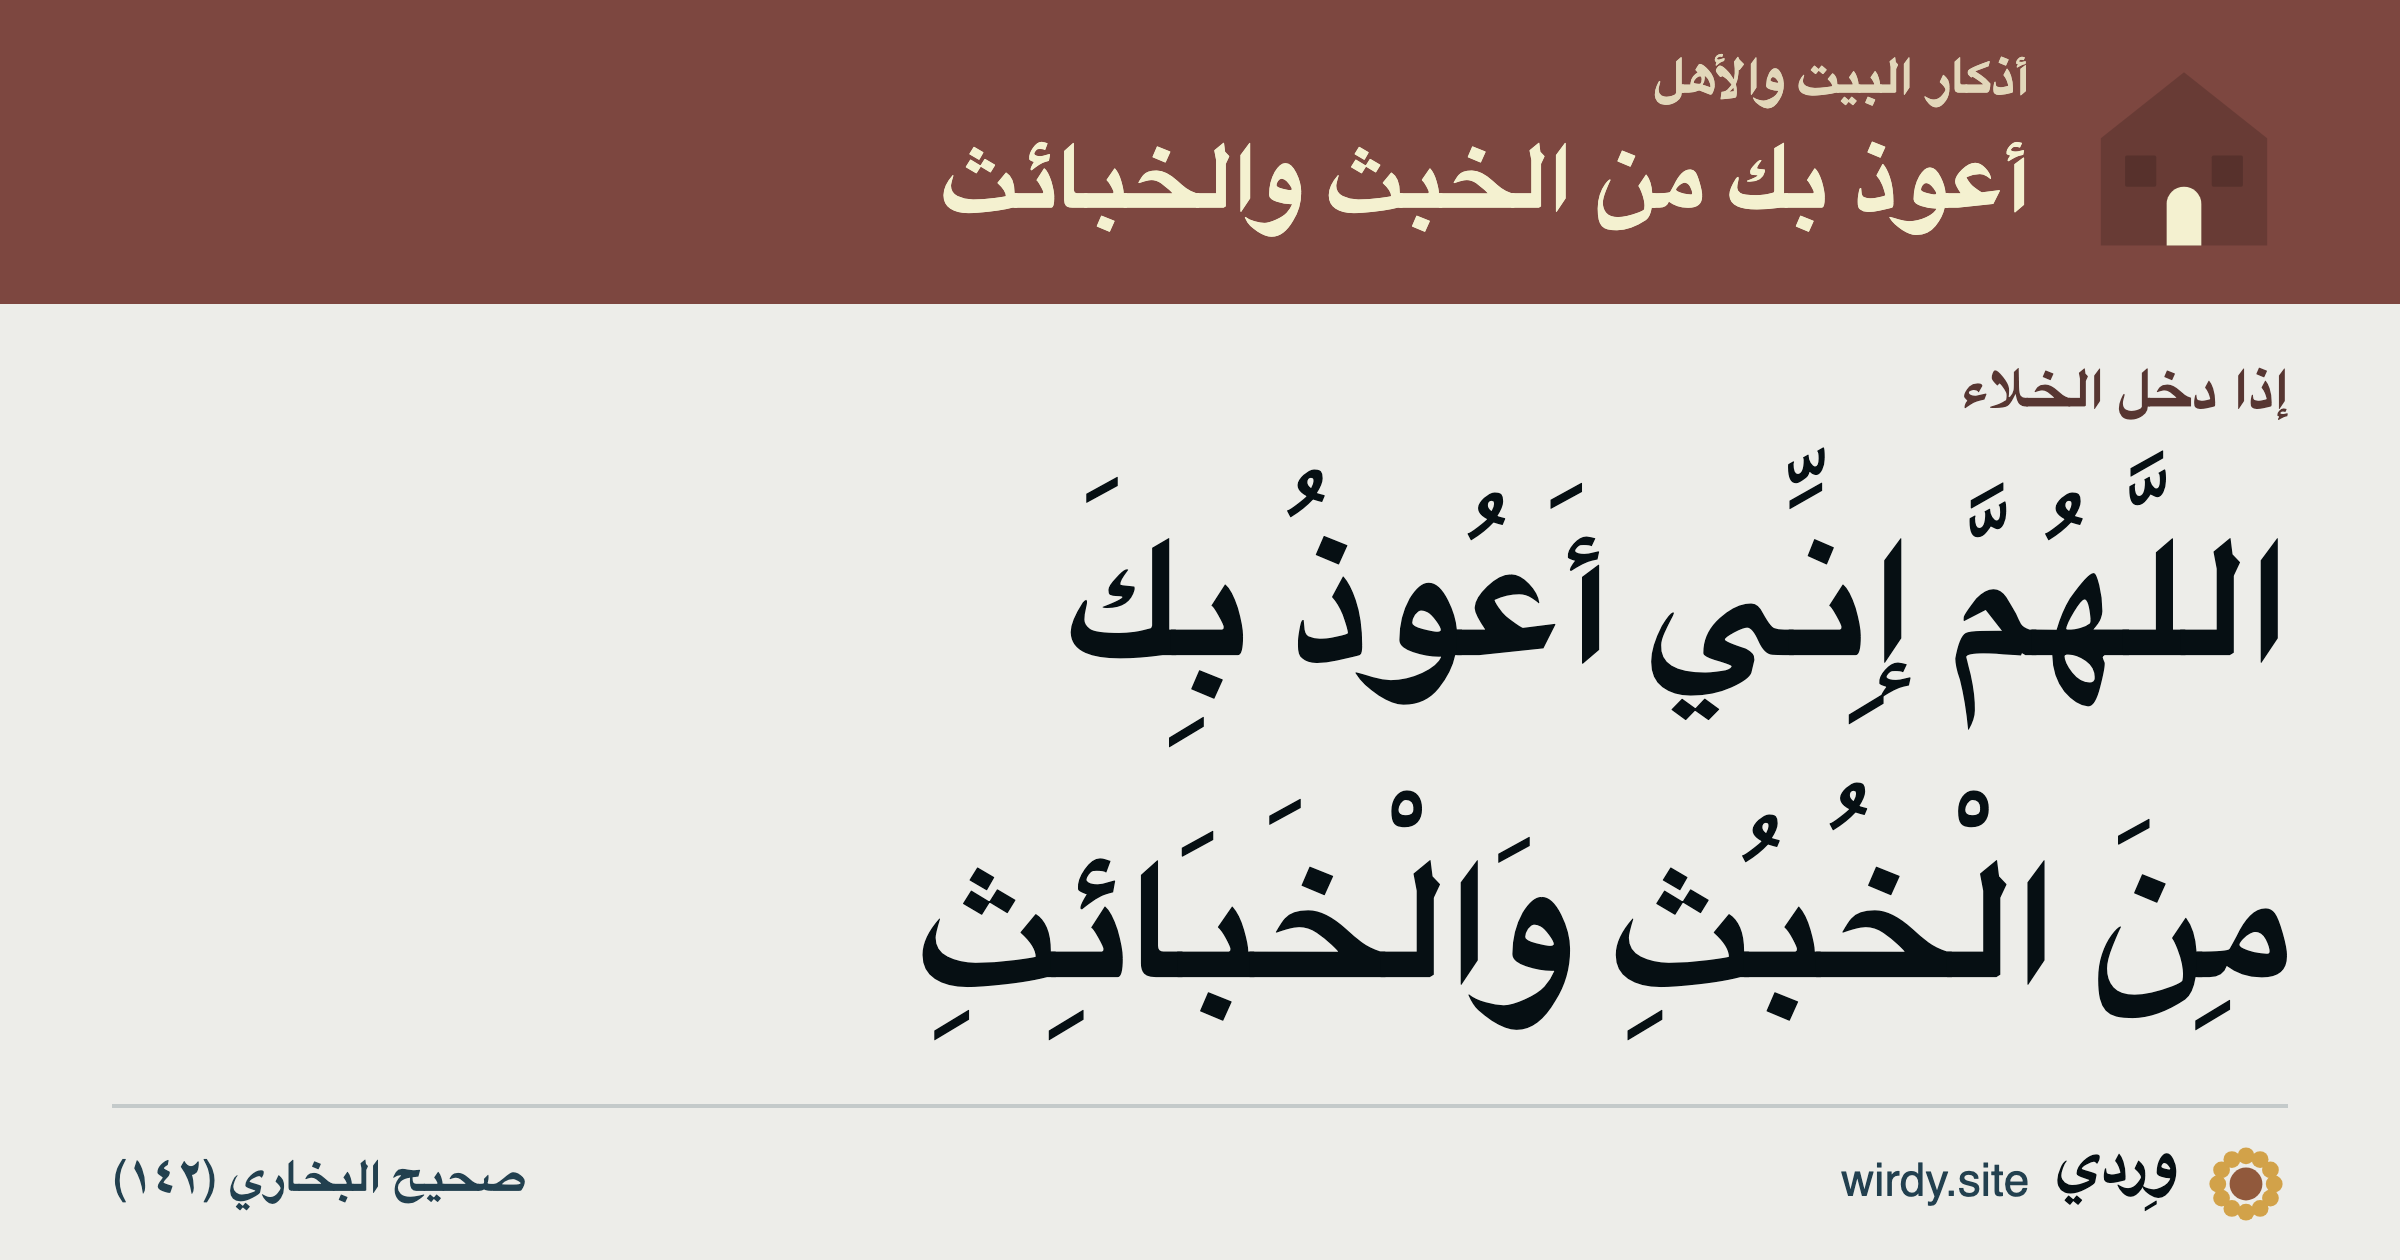 أذكار البيت والأهل
أعوذ بك من الخبث والخبائث
إذا دخل الخلاء
اللَّهُمَّ إِنِّي أَعُوذُ بِكَ
مِنَ الْخُبُثِ وَالْخَبَائِثِ
وِردي wirdy.site
صحيح البخاري (١٤٢)